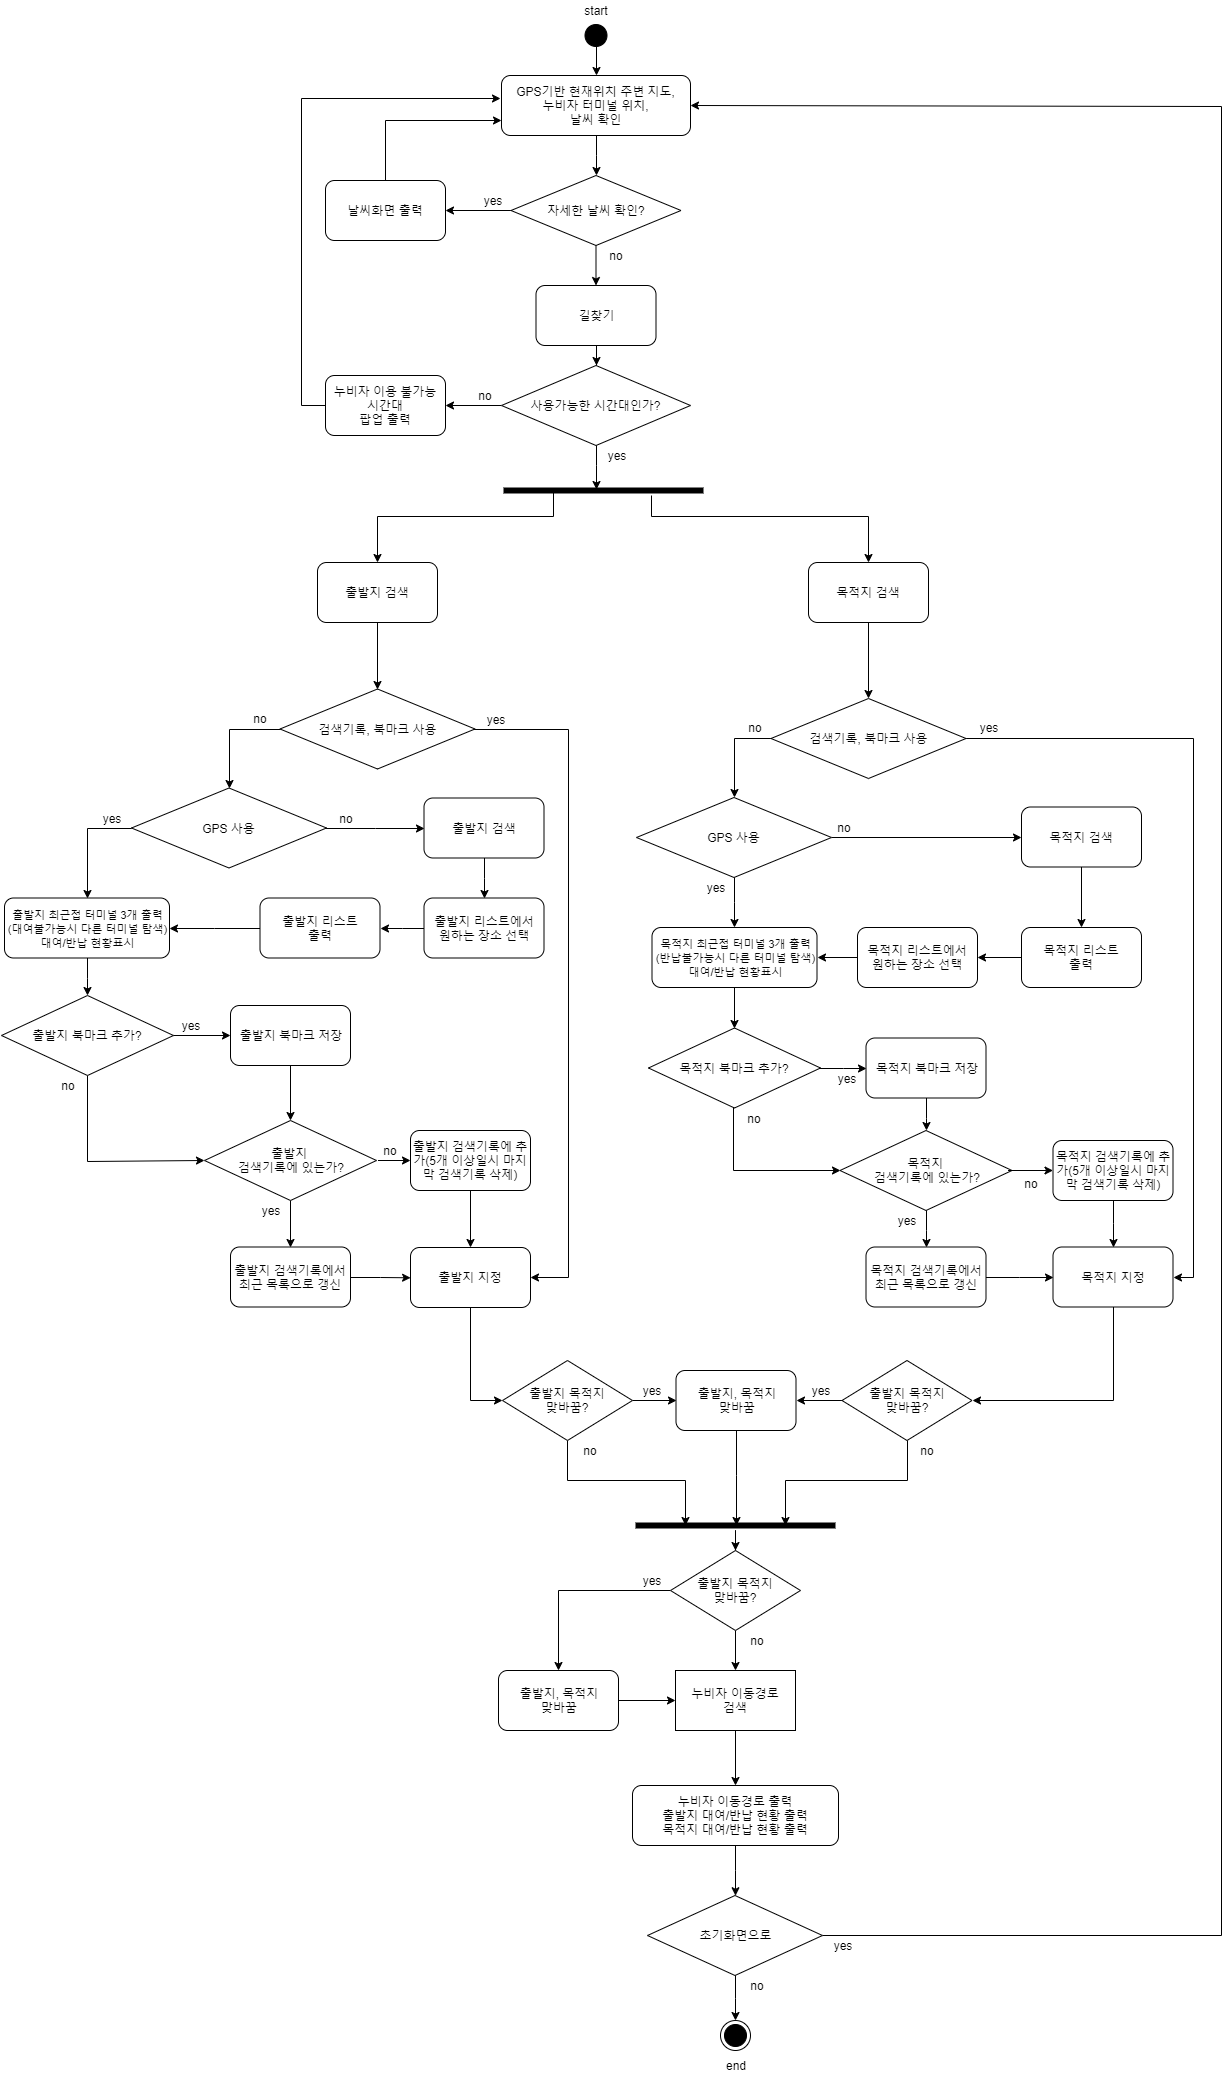 start
GPS기반 현재위치 주변 지도,
누비자 터미널 위치,
날씨 확인
날씨화면 출력
yes
자세한 날씨 확인?
no
길찾기
누비자 이용 불가능
시간대
팝업 출력
no
사용가능한 시간대인가?
yes
출발지 검색
목적지 검색
no
검색기록, 북마크 사용
yes
no
검색기록, 북마크 사용
yes
yes
GPS 사용
no
출발지 검색
GPS 사용
no
목적지 검색
yes
출발지 최근접 터미널 3개 출력
(대여불가능시 다른 터미널 탐색)
대여/반납 현황표시
출발지 리스트
출력
출발지 리스트에서
원하는 장소 선택
목적지 최근접 터미널 3개 출력
(반납불가능시 다른 터미널 탐색)
대여/반납 현황표시
목적지 리스트에서
원하는 장소 선택
목적지 리스트
출력
출발지 북마크 추가?
yes
출발지 북마크 저장
no
목적지 북마크 추가?
yes
목적지 북마크 저장
no
출발지
검색기록에 있는가?
no
출발지 검색기록에 추
가(5개 이상일시 마지
막 검색기록 삭제)
yes
목적지
검색기록에 있는가?
no
목적지 검색기록에 추
가(5개 이상일시 마지
막 검색기록 삭제)
yes
출발지 검색기록에서
최근 목록으로 갱신
출발지 지정
목적지 검색기록에서
최근 목록으로 갱신
목적지 지정
출발지 목적지
맞바꿈?
yes
출발지, 목적지
맞바꿈
yes
출발지 목적지
맞바꿈?
no
no
yes
출발지 목적지
맞바꿈?
no
출발지, 목적지
맞바꿈
누비자 이동경로
검색
누비자 이동경로 출력
출발지 대여/반납 현황 출력
목적지 대여/반납 현황 출력
초기화면으로
yes
no
end